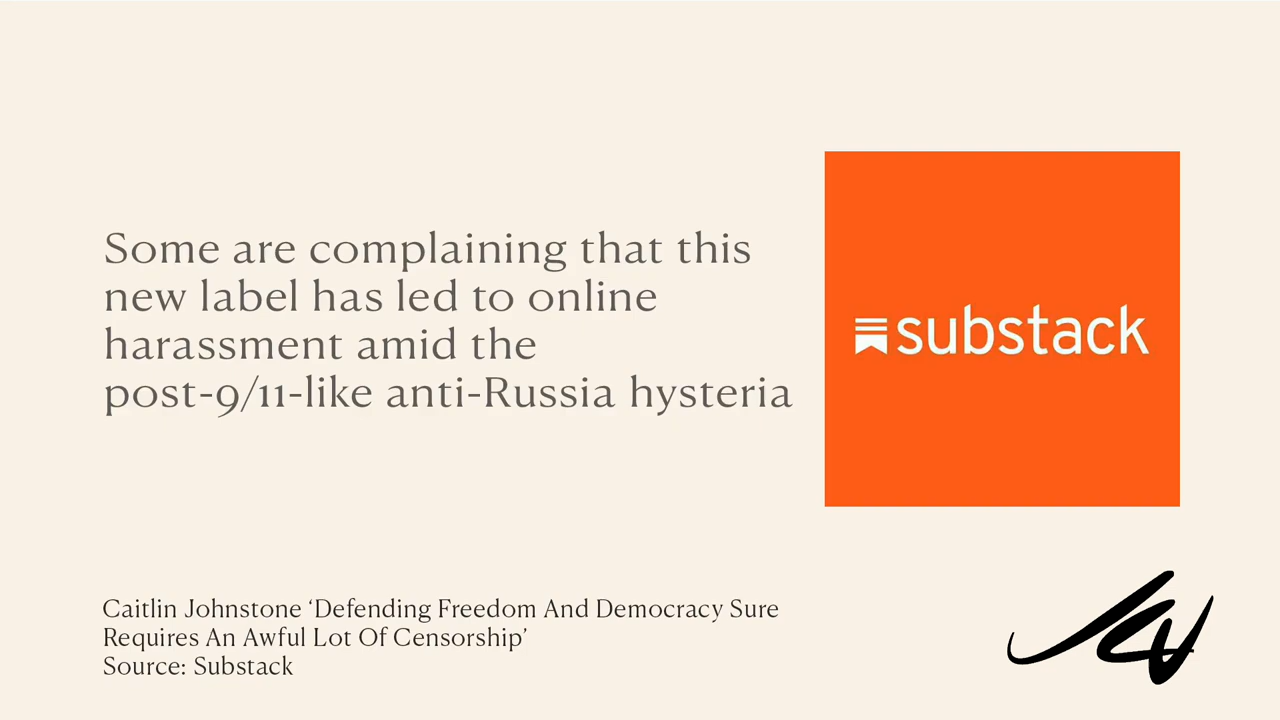 Some are complaining that this
new label has led to online
harassment amid the
post-9/11-like anti-Russia hysteria
substack
Caitlin Johnstone ‘Defending Freedom And Democracy Sure
Requires An Awful Lot Of Censorship’
Source: Substack